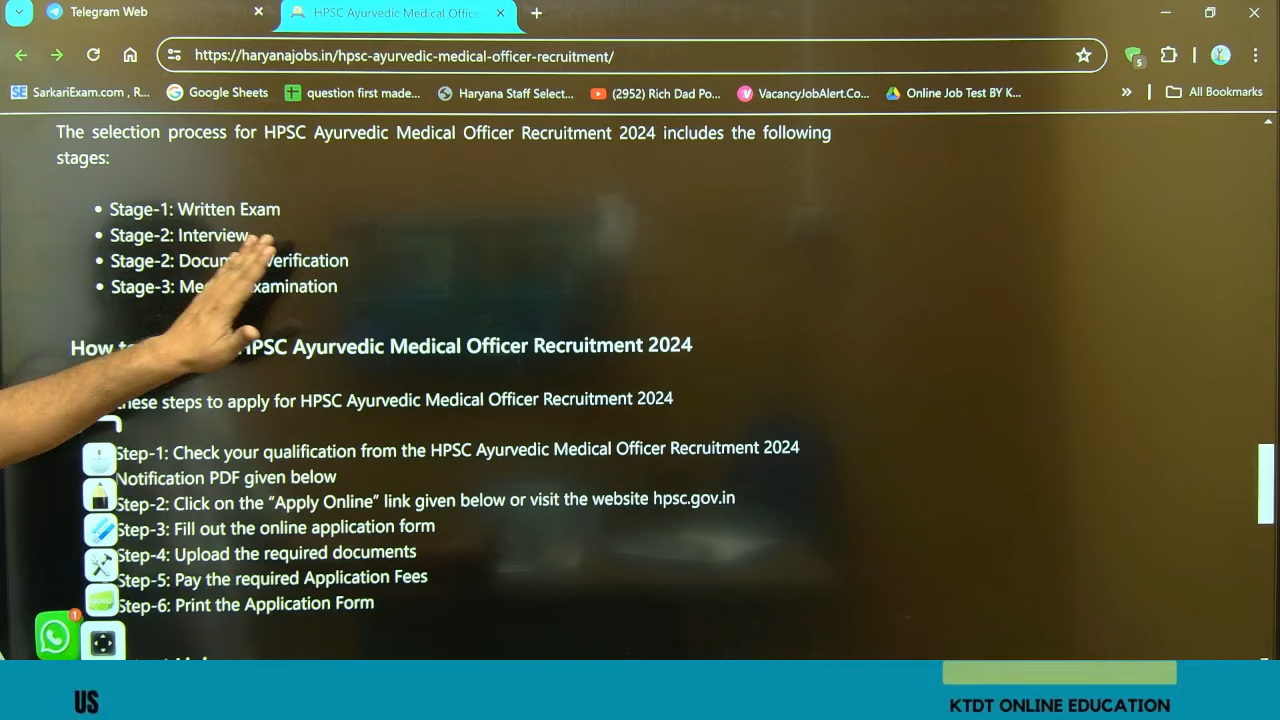 Telegram Web
HPSC Ayurvedic Medical Office
https://haryanajobs.in/hpsc-ayurvedic-medical-officer-recruitment/
5
SE SarkariExam.com , R...
Google Sheets
question first made...
Haryana Staff Select...
(2952) Rich Dad Po...
VacancyJobAlert.Co...
Online Job Test BY K...
All Bookmarks
The selection process for HPSC Ayurvedic Medical Officer Recruitment 2024 includes the following
stages:
Stage-1: Written Exam
Stage-2: Interview
Stage-2: Docum erification
Stage-3: Me xamination
How to HPSC Ayurvedic Medical Officer Recruitment 2024
these steps to apply for HPSC Ayurvedic Medical Officer Recruitment 2024
Step-1: Check your qualification from the HPSC Ayurvedic Medical Officer Recruitment 2024
Notification PDF given below
Step-2: Click on the “Apply Online” link given below or visit the website hpsc.gov.in
Step-3: Fill out the online application form
Step-4: Upload the required documents
Step-5: Pay the required Application Fees
Step-6: Print the Application Form
1
US
KTDT ONLINE EDUCATION